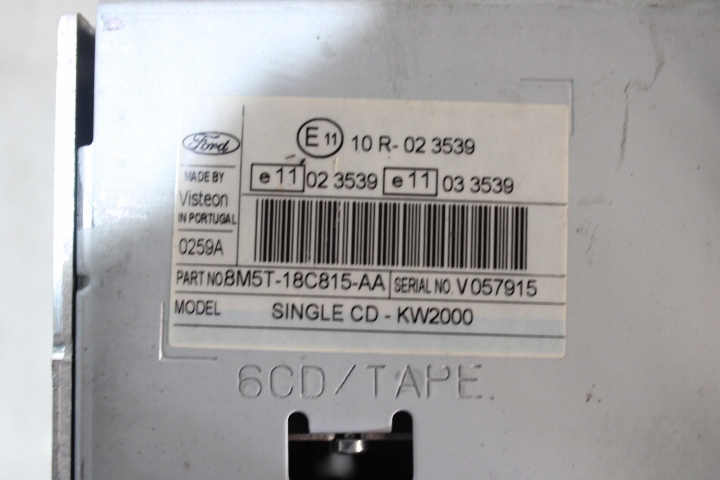 Ford
E 11 10 R- 02 3539
e 11 02 3539 e 11 03 3539
MADE BY
Visteon
IN PORTUGAL
0259A
PART NO. 8M5T-18C815-AA SERIAL NO. V057915
MODEL SINGLE CD - KW2000
6CD/TAPE.